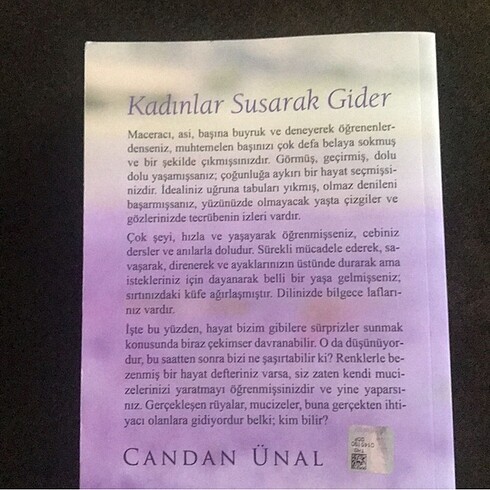 Kadınlar Susarak Gider
Maceracı, asi, başına buyruk ve deneyerek öğrenenler-
denseniz, muhtemelen başınızı çok defa belaya sokmuş
ve bir şekilde çıkmışsınızdır. Görmüş, geçirmiş, dolu
dolu yaşamışsanız; çoğunluğa aykırı bir hayat seçmişsi-
nizdir. İdealiniz uğruna tabuları yıkmış, olmaz denileni
başarmışsanız, yüzünüzde olmayacak yaşta çizgiler ve
gözlerinizde tecrübenin izleri vardır.
Çok şeyi, hızla ve yaşayarak öğrenmişseniz, cebiniz
dersler ve anılarla doludur. Sürekli mücadele ederek, sa-
vaşarak, direnerek ve ayaklarınızın üstünde durarak ama
istekleriniz için dayanarak belli bir yaşa gelmişseniz;
sırtınızdaki küfe ağırlaşmıştır. Dilinizde bilgece lafları-
nız vardır.
İşte bu yüzden, hayat bizim gibilere sürprizler sunmak
konusunda biraz çekimser davranabilir. O da düşünüyor-
dur, bu saatten sonra bizi ne şaşırtabilir ki? Renklerle be-
zenmiş bir hayat defteriniz varsa, siz zaten kendi muci-
zelerinizi yaratmayı öğrenmişsinizdir ve yine yaparsı-
nız. Gerçekleşen rüyalar, mucizeler, buna gerçekten ihti-
yacı olanlara gidiyordur belki; kim bilir?
CANDAN ÜNAL